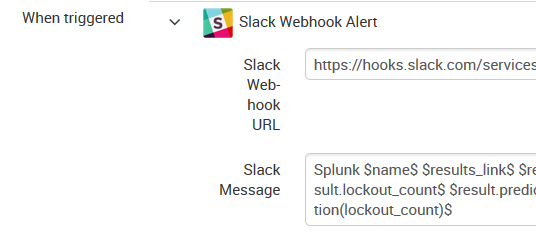 When triggered
Slack Webhook Alert
Slack
Web-
hook
URL
https://hooks.slack.com/services
Slack
Message
Splunk $name$ $results_link$ $re
sult.lockout_count$ $result.predic
tion(lockout_count)$